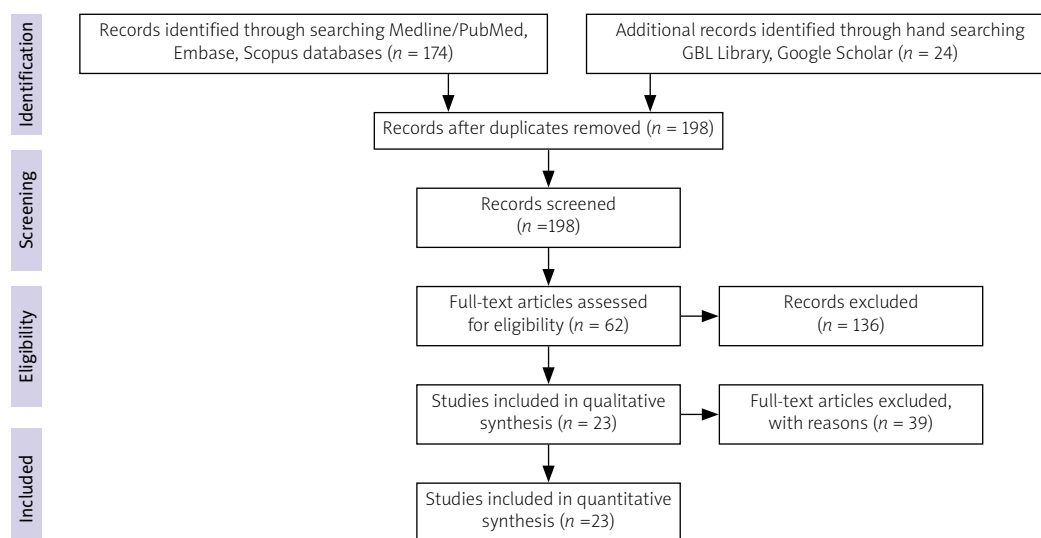 Identification
Records identified through searching Medline/PubMed,
Embase, Scopus databases (n = 174)
Additional records identified through hand searching
GBL Library, Google Scholar (n = 24)
Records after duplicates removed (n = 198)
Screening
Records screened
(n =198)
Eligibility
Full-text articles assessed
for eligibility (n = 62)
Records excluded
(n = 136)
Studies included in qualitative
synthesis (n = 23)
Full-text articles excluded,
with reasons (n = 39)
Included
Studies included in quantitative
synthesis (n =23)